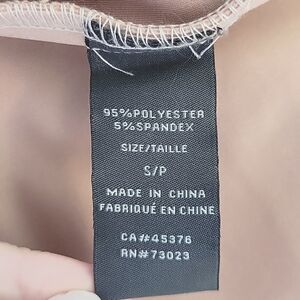 95%POLYESTER
5%SPANDEX
SIZE/TAILLE
S/P
MADE IN CHINA
FABRIQUÉ EN CHINE
CA#45376
RN#73023